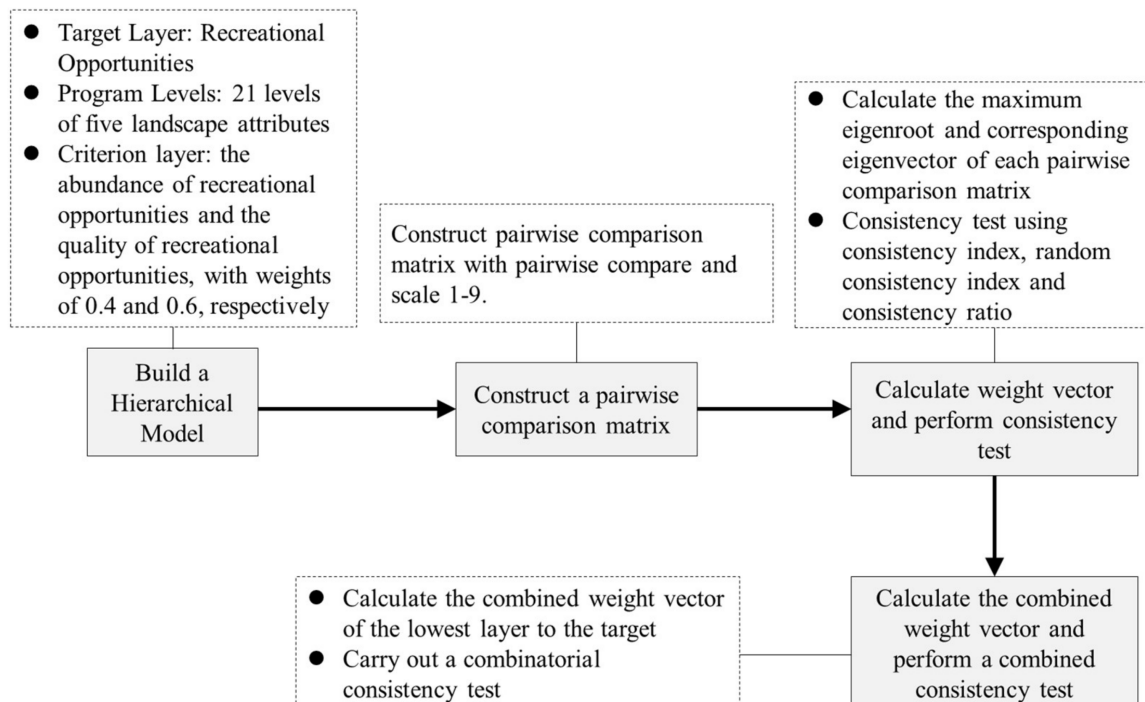 ● Target Layer: Recreational
Opportunities
● Program Levels: 21 levels
of five landscape attributes
● Criterion layer: the
abundance of recreational
opportunities and the
quality of recreational
opportunities, with weights
of 0.4 and 0.6, respectively
Build a
Hierarchical
Model
Construct pairwise comparison
matrix with pairwise compare and
scale 1-9.
Construct a pairwise
comparison matrix
● Calculate the maximum
eigenroot and corresponding
eigenvector of each pairwise
comparison matrix
● Consistency test using
consistency index, random
consistency index and
consistency ratio
Calculate weight vector
and perform consistency
test
● Calculate the combined weight vector
of the lowest layer to the target
● Carry out a combinatorial
consistency test
Calculate the combined
weight vector and
perform a combined
consistency test